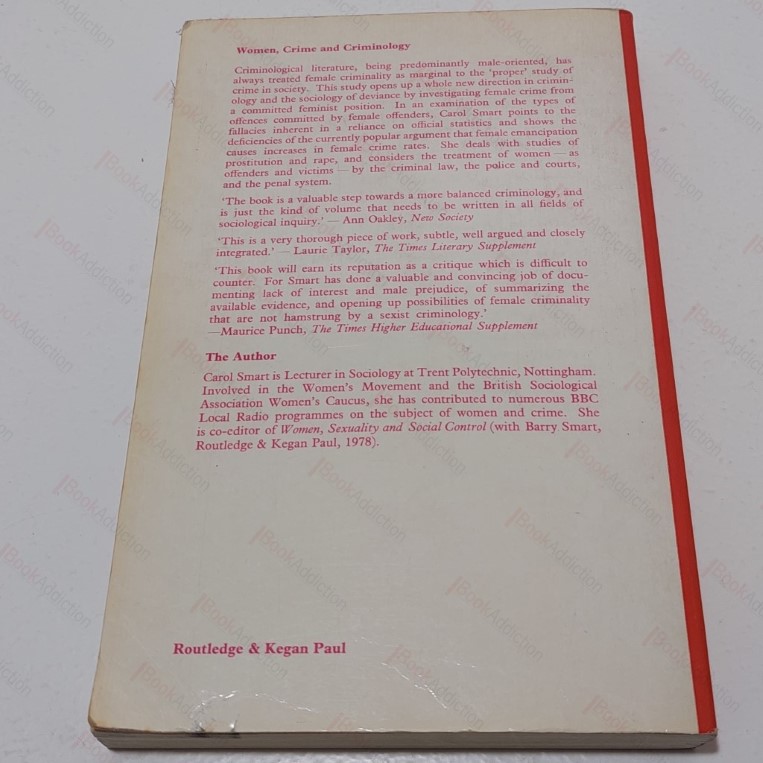 Women, Crime and Criminology
Criminological literature, being predominantly male-oriented, has
always treated female criminality as marginal to the 'proper' study of
crime in society. This study opens up a whole new direction in crimin-
ology and the sociology of deviance by investigating female crime from
a committed feminist position. In an examination of the types of
offences committed by female offenders, Carol Smart points to the
fallacies inherent in a reliance on official statistics and shows the
deficiencies of the currently popular argument that female emancipation
causes increases in female crime rates. She deals with studies of
prostitution and rape, and considers the treatment of women — as
offenders and victims — by the criminal law, the police and courts,
and the penal system.
'The book is a valuable step towards a more balanced criminology, and
is just the kind of volume that needs to be written in all fields of
sociological inquiry.' — Ann Oakley, New Society
'This is a very thorough piece of work, subtle, well argued and closely
integrated.' — Laurie Taylor, The Times Literary Supplement
'This book will earn its reputation as a critique which is difficult to
counter. For Smart has done a valuable and convincing job of docu-
menting lack of interest and male prejudice, of summarizing the
available evidence, and opening up possibilities of female criminality
that are not hamstrung by a sexist criminology.'
—Maurice Punch, The Times Higher Educational Supplement
The Author
Carol Smart is Lecturer in Sociology at Trent Polytechnic, Nottingham.
Involved in the Women's Movement and the British Sociological
Association Women's Caucus, she has contributed to numerous BBC
Local Radio programmes on the subject of women and crime. She
is co-editor of Women, Sexuality and Social Control (with Barry Smart,
Routledge & Kegan Paul, 1978).
Routledge & Kegan Paul
BookAddiction